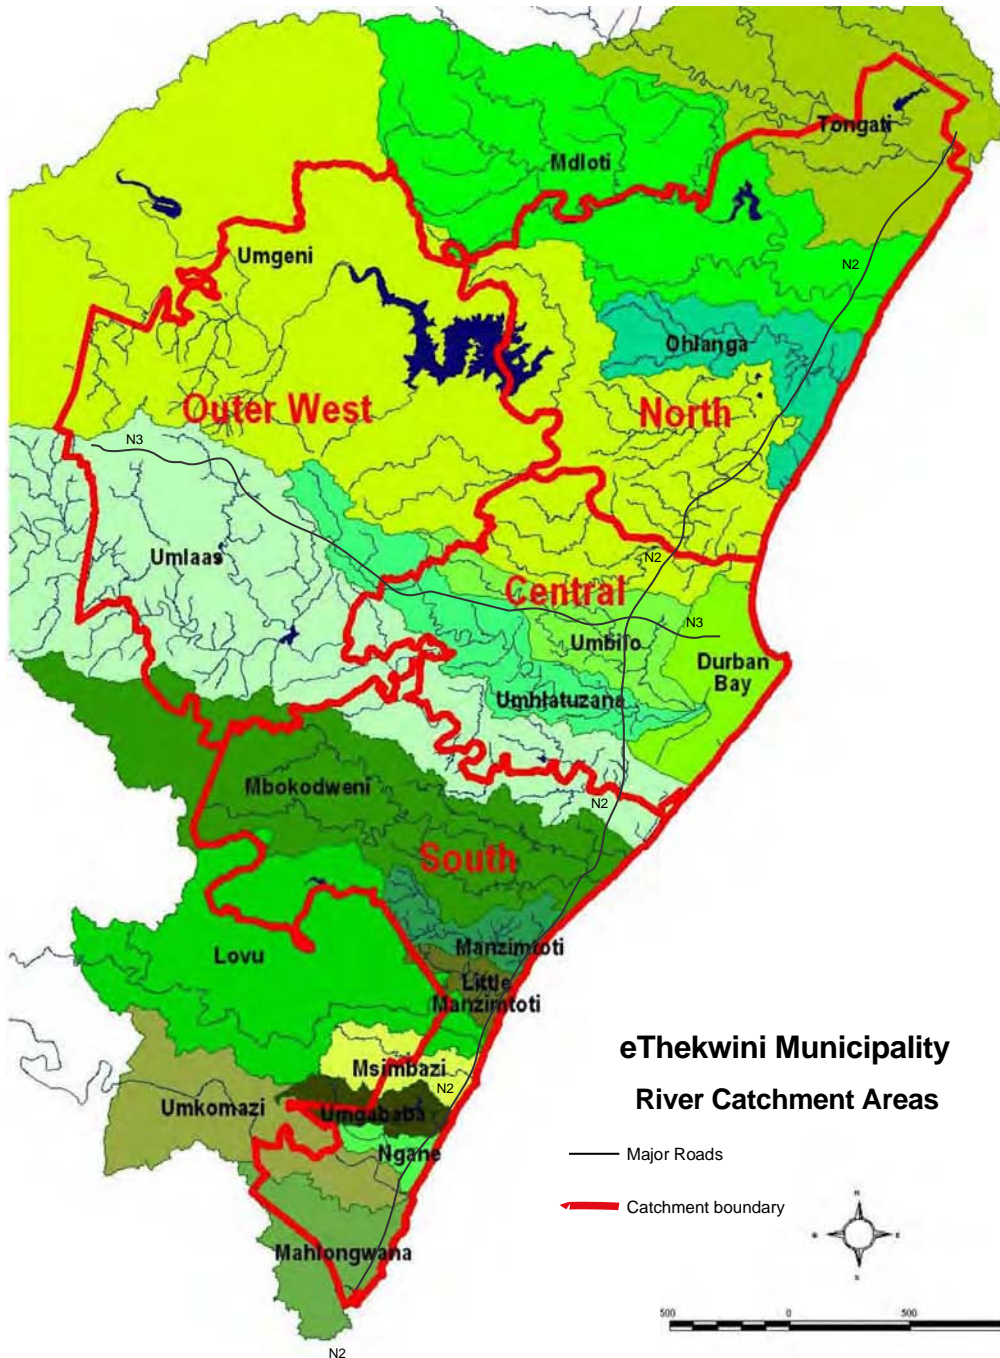 Tongati
Mdloti
Umgeni
N2
Ohlanga
Outer West
North
N3
Umlaas
N2
Central
N3
Umbilo
Durban
Bay
Umhlatuzana
Mbokodweni
N2
South
Manzimtoti
Lovu
Little
Manzimtoti
eThekwini Municipality
Msimbazi
N2
River Catchment Areas
Umkomazi
Umgababa
Ngane
Major Roads
Catchment boundary
N
W
E
S
Mahlongwana
500
0
500
N2